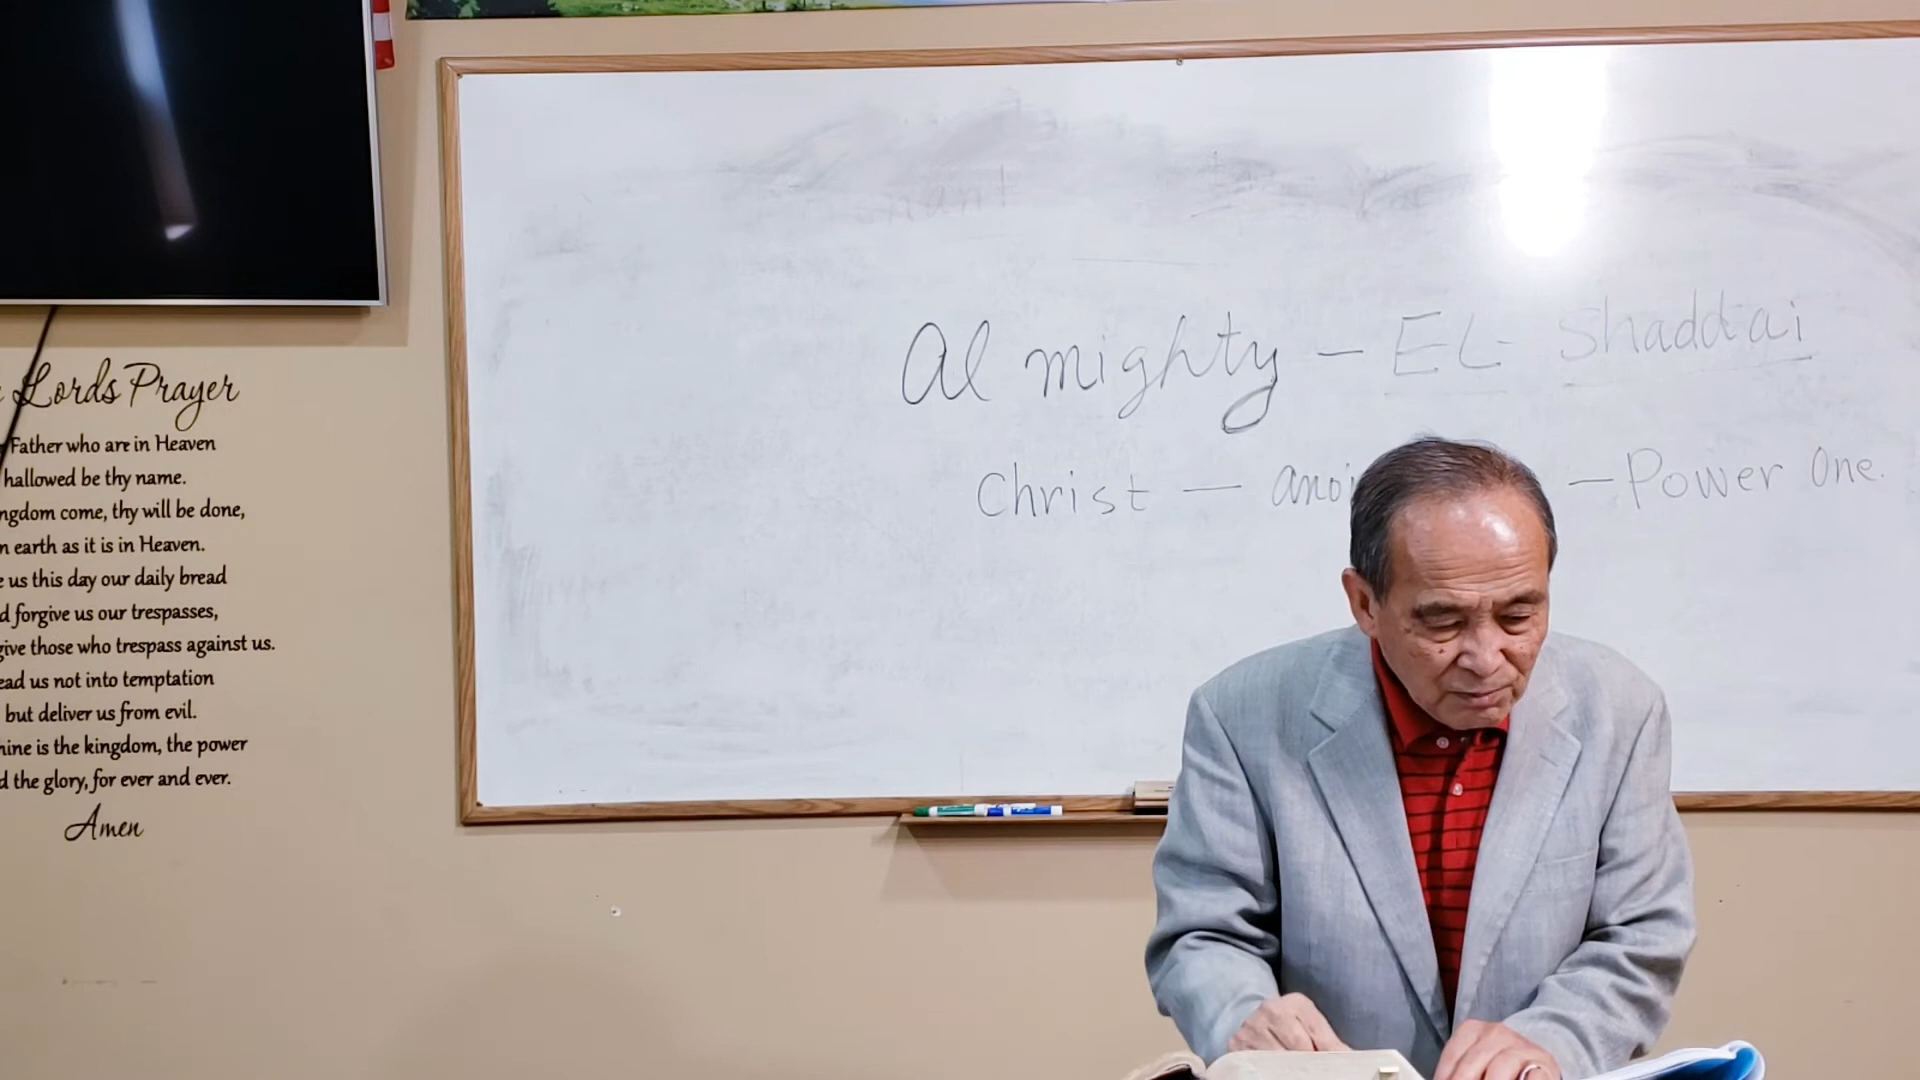 Lords Prayer
Father who are in Heaven
hallowed be thy name.
ngdom come, thy will be done,
n earth as it is in Heaven.
e us this day our daily bread
d forgive us our trespasses,
give those who trespass against us.
ead us not into temptation
but deliver us from evil.
hine is the kingdom, the power
d the glory, for ever and ever.
Amen
Al mighty - EL- Shaddai
Christ - anoi - Power One.